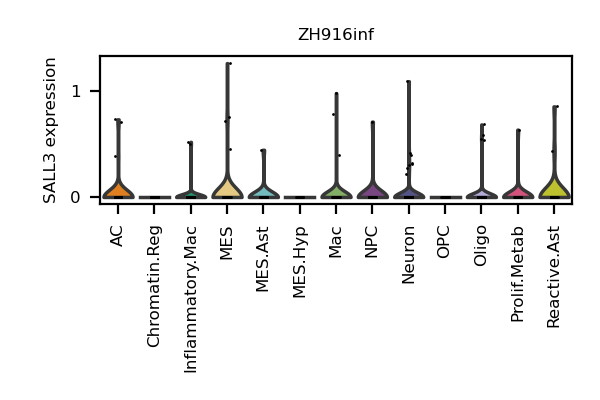 ZH916inf
SALL3 expression
1
0
AC
Chromatin.Reg
Inflammatory.Mac
MES
MES.Ast
MES.Hyp
Mac
NPC
Neuron
OPC
Oligo
Prolif.Metab
Reactive.Ast